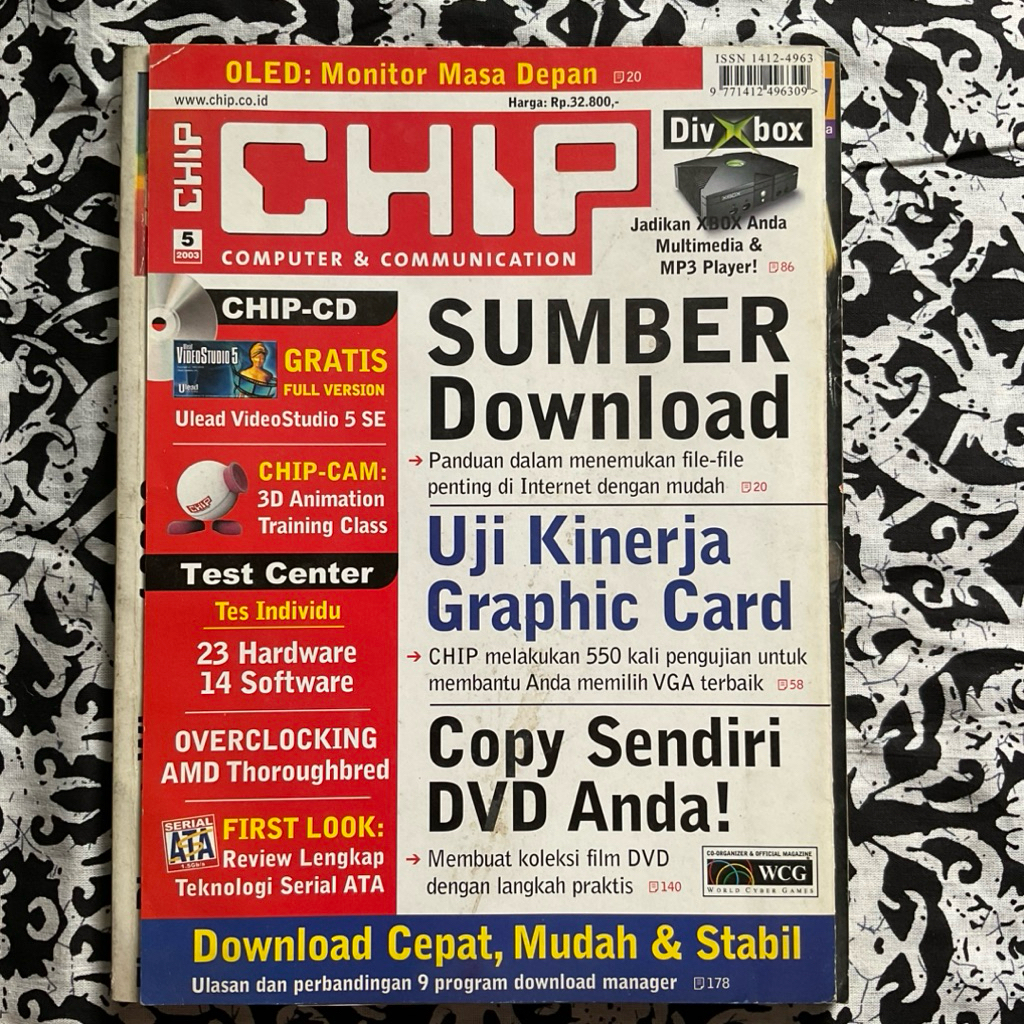 OLED: Monitor Masa Depan 20
ISSN 1412-4963
9 771412 496309>
www.chip.co.id
Harga: Rp.32.800,-
CHIP
5
2003
CHIP
COMPUTER & COMMUNICATION
DivXbox
Jadikan XBOX Anda
Multimedia &
MP3 Player! 86
CHIP-CD
VIDEOSTUDIO 5
Ulead
GRATIS
FULL VERSION
Ulead VideoStudio 5 SE
CHIP
CHIP-CAM:
3D Animation
Training Class
Test Center
Tes Individu
23 Hardware
14 Software
OVERCLOCKING
AMD Thoroughbred
SERIAL
ATA
1.5Gb/s
FIRST LOOK:
Review Lengkap
Teknologi Serial ATA
SUMBER
Download
→ Panduan dalam menemukan file-file
penting di Internet dengan mudah 20
Uji Kinerja
Graphic Card
→ CHIP melakukan 550 kali pengujian untuk
membantu Anda memilih VGA terbaik 58
Copy Sendiri
DVD Anda!
→ Membuat koleksi film DVD
dengan langkah praktis 140
CO-ORGANIZER & OFFICIAL MAGAZINE
WCG
WORLD CYBER GAMES
Download Cepat, Mudah & Stabil
Ulasan dan perbandingan 9 program download manager 178